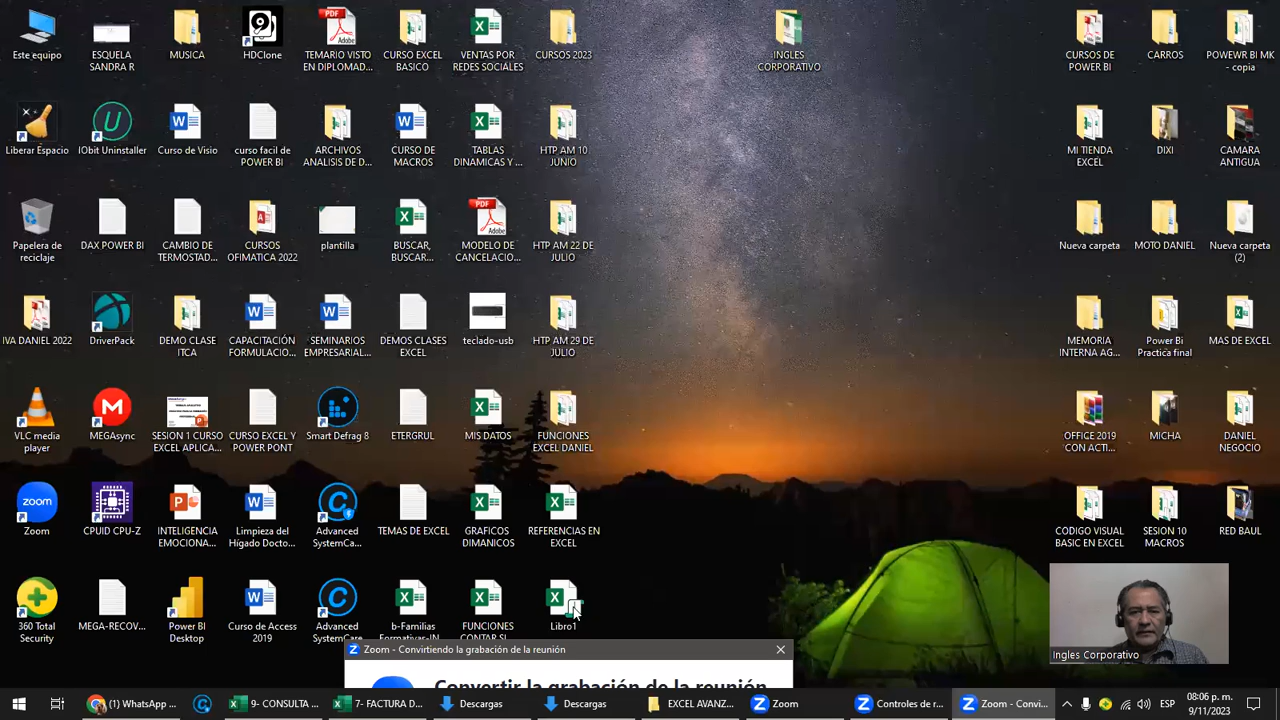 Este equipo
ESQUELA
SANDRA R
MUSICA
HDClone
TEMARIO VISTO
EN DIPLOMAD...
CURSO EXCEL
BASICO
VENTAS POR
REDES SOCIALES
CURSOS 2023
INGLES
CORPORATIVO
CURSOS DE
POWER BI
CARROS
POWEWR BI MK
- copia
Liberar Espacio
IObit Uninstaller
Curso de Visio
curso facil de
POWER BI
ARCHIVOS
ANALISIS DE D...
CURSO DE
MACROS
TABLAS
DINAMICAS Y ...
HTP AM 10
JUNIO
MI TIENDA
EXCEL
DIXI
CAMARA
ANTIGUA
Papelera de
reciclaje
DAX POWER BI
CAMBIO DE
TERMOSTAD...
CURSOS
OFIMATICA 2022
plantilla
BUSCAR,
BUSCAR...
MODELO DE
CANCELACIO...
HTP AM 22 DE
JULIO
Nueva carpeta
MOTO DANIEL
Nueva carpeta
(2)
IVA DANIEL 2022
DriverPack
DEMO CLASE
ITCA
CAPACITACIÓN
FORMULACIO...
SEMINARIOS
EMPRESARIAL...
DEMOS CLASES
EXCEL
teclado-usb
HTP AM 29 DE
JULIO
MEMORIA
INTERNA AG...
Power Bi
Practica final
MAS DE EXCEL
VLC media
player
MEGAsync
SESION 1 CURSO
EXCEL APLICA...
CURSO EXCEL Y
POWER PONT
Smart Defrag 8
ETERGRUL
MIS DATOS
FUNCIONES
EXCEL DANIEL
OFFICE 2019
CON ACTI...
MICHA
DANIEL
NEGOCIO
zoom
Zoom
CPUID CPU-Z
INTELIGENCIA
EMOCIONA...
Limpieza del
Hígado Docto...
Advanced
SystemCa...
TEMAS DE EXCEL
GRAFICOS
DIMANICOS
REFERENCIAS EN
EXCEL
CODIGO VISUAL
BASIC EN EXCEL
SESION 10
MACROS
RED BAUL
360 Total
Security
MEGA-RECOV...
Power BI
Desktop
Curso de Access
2019
Advanced
SystemCare
b-Familias
Formativas-IN
FUNCIONES
CONTAR SI
Libro1
Ingles Corporativo
Zoom - Convirtiendo la grabación de la reunión
Convertir la grabación de la reunión
(1) WhatsApp ...
9- CONSULTA ...
7- FACTURA D...
Descargas
Descargas
EXCEL AVANZ...
Zoom
Controles de r...
Zoom - Convi...
ESP
08:06 p. m.
9/11/2023